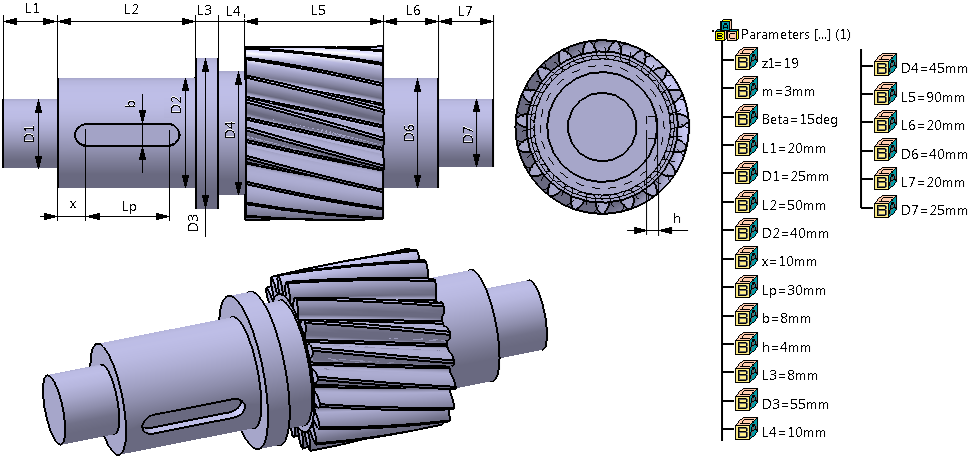 L1 L2 L3 L4 L5 L6 L7
D1
b
D2
D3
D4
D6
D7
x Lp
h
Parameters [...] (1)
z1=19
m=3mm
Beta=15deg
L1=20mm
D1=25mm
L2=50mm
D2=40mm
x=10mm
Lp=30mm
b=8mm
h=4mm
L3=8mm
D3=55mm
L4=10mm
D4=45mm
L5=90mm
L6=20mm
D6=40mm
L7=20mm
D7=25mm